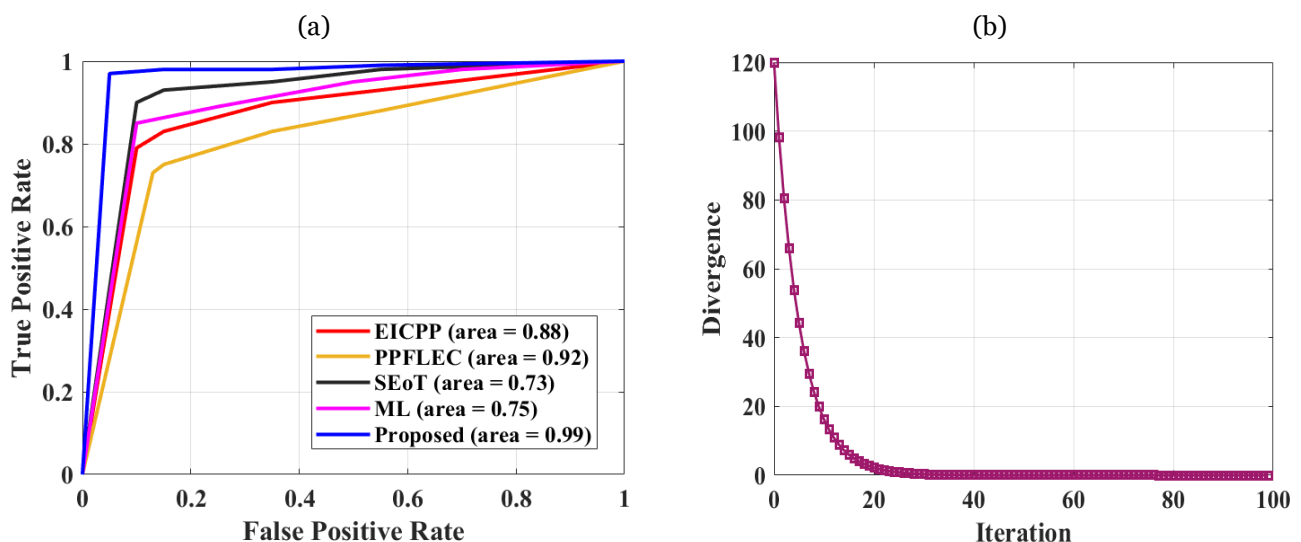 (a)
1
0.8
0.6
0.4
0.2
0
True Positive Rate
EICPP (area = 0.88)
PPFLEC (area = 0.92)
SEoT (area = 0.73)
ML (area = 0.75)
Proposed (area = 0.99)
0 0.2 0.4 0.6 0.8 1
False Positive Rate
(b)
120
100
80
60
40
20
0
Divergence
0 20 40 60 80 100
Iteration